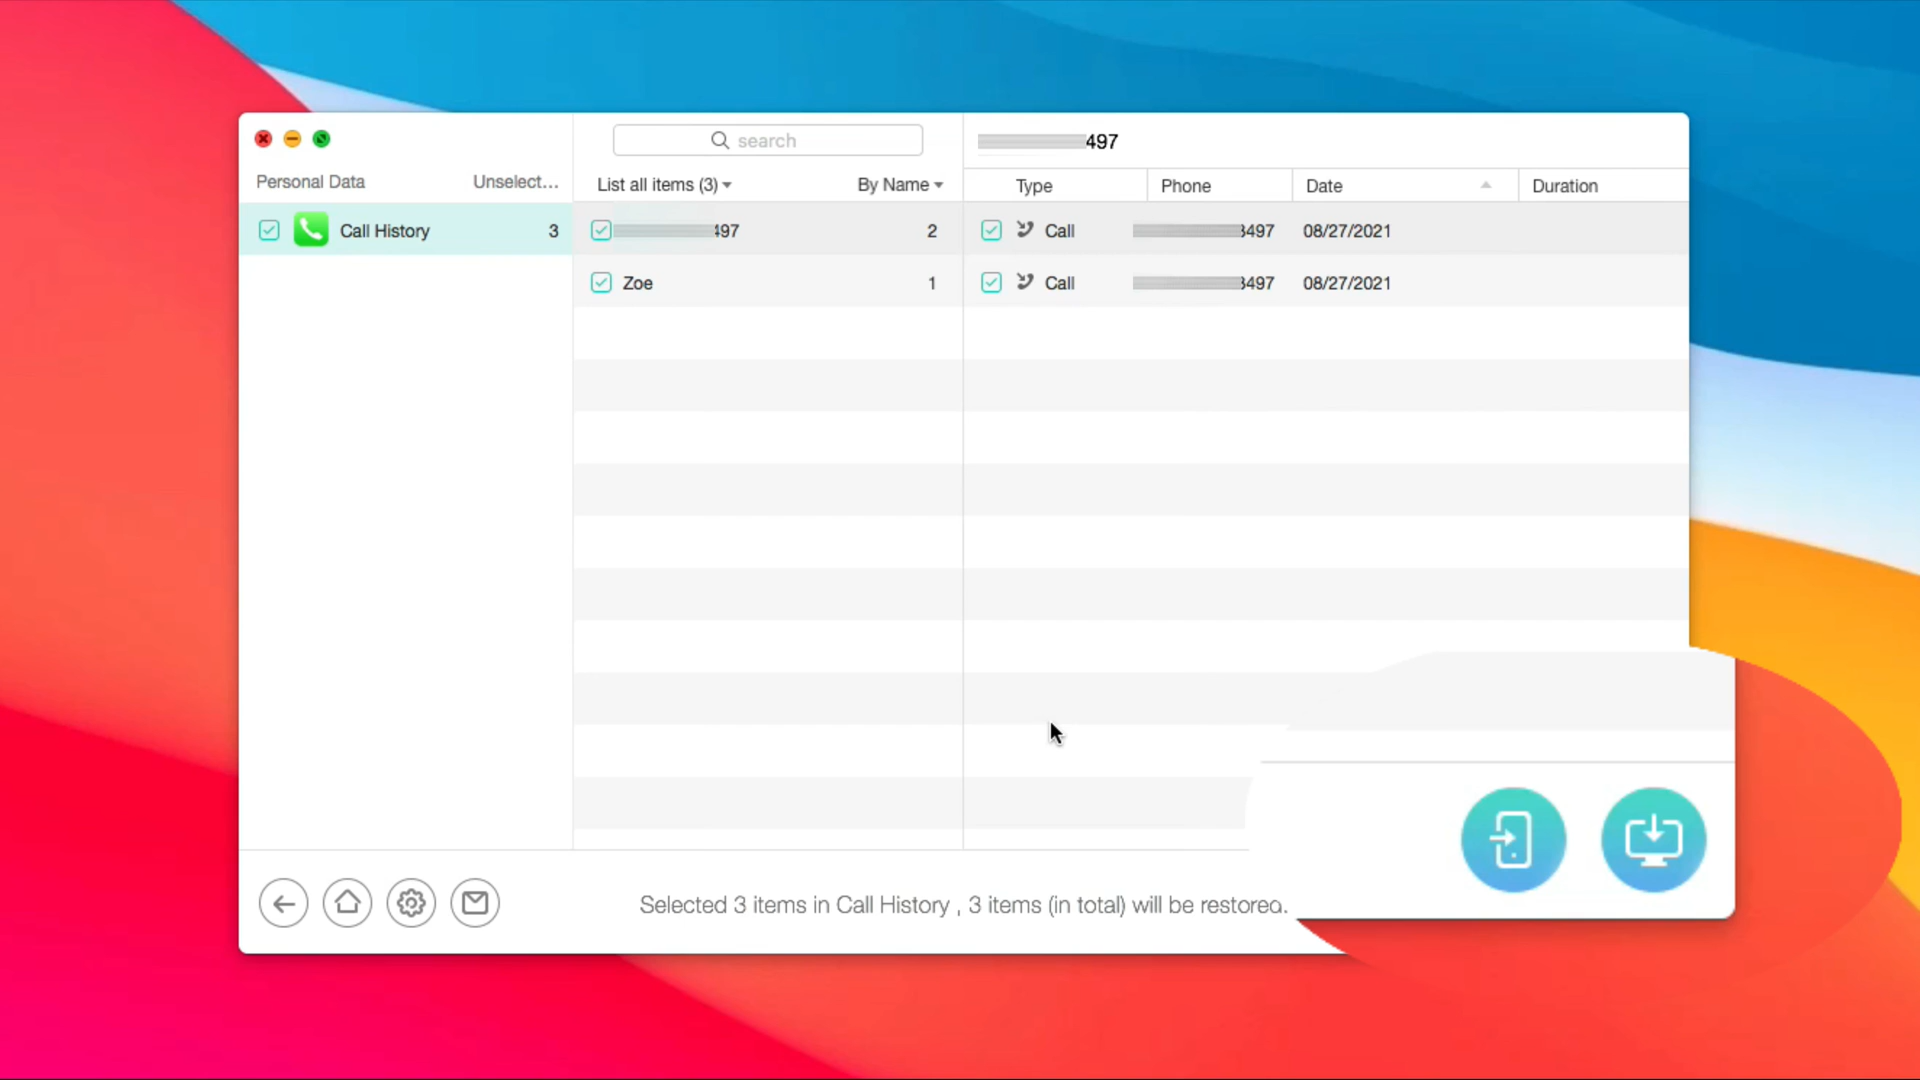 search
497
Personal Data
Unselect...
List all items (3)
By Name
Type
Phone
Date
Duration
Call History
3
497
2
Call
3497
08/27/2021
Zoe
1
Call
3497
08/27/2021
Selected 3 items in Call History , 3 items (in total) will be restored.